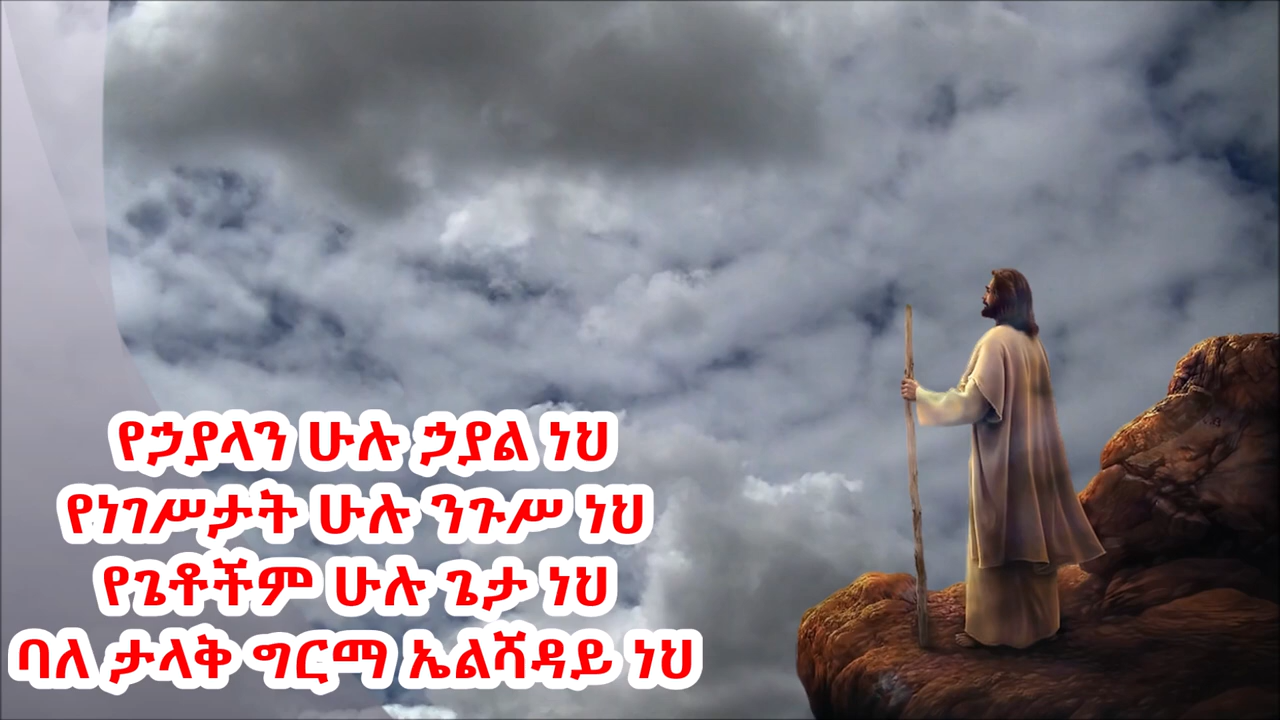 የኃያላን ሁሉ ኃያል ነህ
የነገሥታት ሁሉ ንጉሥ ነህ
የጌቶችም ሁሉ ጌታ ነህ
ባለ ታላቅ ግርማ ኤልሻዳይ ነህ